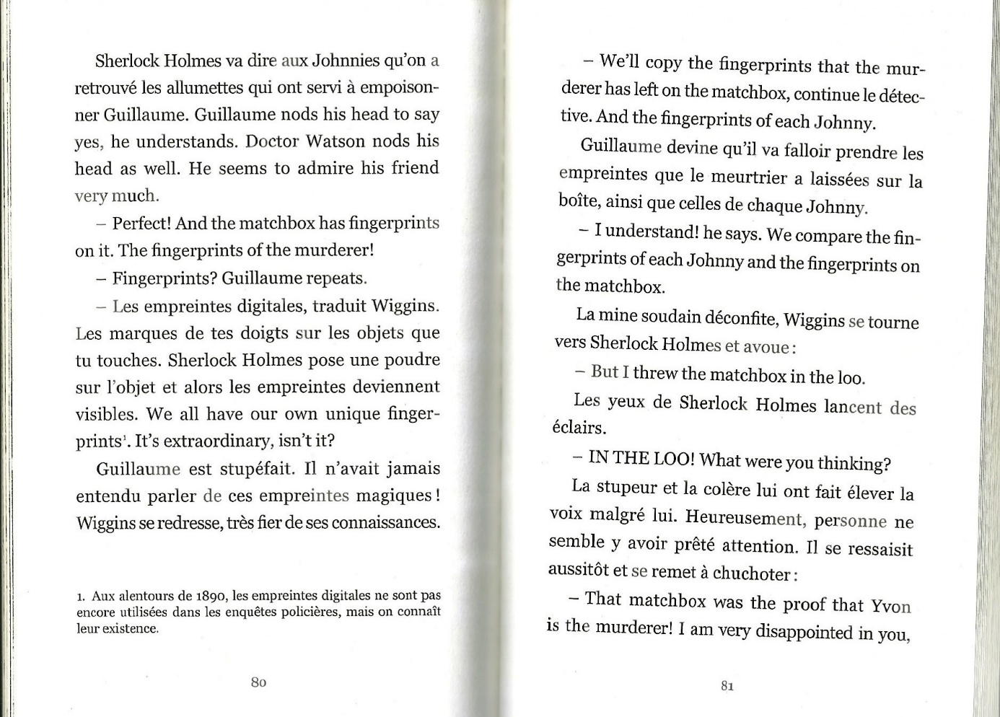 Sherlock Holmes va dire aux Johnnies qu'on a
retrouvé les allumettes qui ont servi à empoison-
ner Guillaume. Guillaume nods his head to say
yes, he understands. Doctor Watson nods his
head as well. He seems to admire his friend
very much.
– Perfect! And the matchbox has fingerprints
on it. The fingerprints of the murderer!
– Fingerprints? Guillaume repeats.
– Les empreintes digitales, traduit Wiggins.
Les marques de tes doigts sur les objets que
tu touches. Sherlock Holmes pose une poudre
sur l'objet et alors les empreintes deviennent
visibles. We all have our own unique finger-
prints¹. It's extraordinary, isn't it?
Guillaume est stupéfait. Il n'avait jamais
entendu parler de ces empreintes magiques !
Wiggins se redresse, très fier de ses connaissances.
1. Aux alentours de 1890, les empreintes digitales ne sont pas
encore utilisées dans les enquêtes policières, mais on connaît
leur existence.
80
– We'll copy the fingerprints that the mur-
derer has left on the matchbox, continue le détec-
tive. And the fingerprints of each Johnny.
Guillaume devine qu'il va falloir prendre les
empreintes que le meurtrier a laissées sur la
boîte, ainsi que celles de chaque Johnny.
– I understand! he says. We compare the fin-
gerprints of each Johnny and the fingerprints on
the matchbox.
La mine soudain déconfite, Wiggins se tourne
vers Sherlock Holmes et avoue :
– But I threw the matchbox in the loo.
Les yeux de Sherlock Holmes lancent des
éclairs.
– IN THE LOO! What were you thinking?
La stupeur et la colère lui ont fait élever la
voix malgré lui. Heureusement, personne ne
semble y avoir prêté attention. Il se ressaisit
aussitôt et se remet à chuchoter :
– That matchbox was the proof that Yvon
is the murderer! I am very disappointed in you,
81